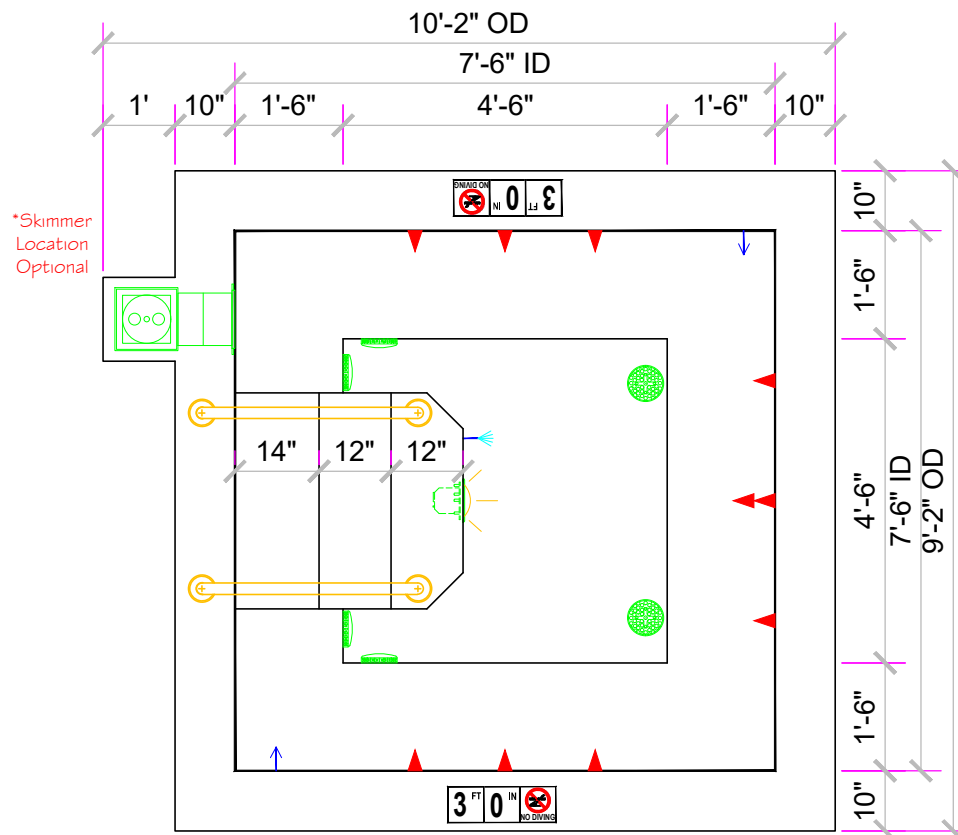 10'-2" OD
7'-6" ID
1' 10" 1'-6" 4'-6" 1'-6" 10"
NO DIVING 0 IN 3 FT
10"
*Skimmer
Location
Optional
1'-6"
14" 12" 12"
4'-6"
7'-6" ID
9'-2" OD
1'-6"
3 FT 0 IN NO DIVING
10"